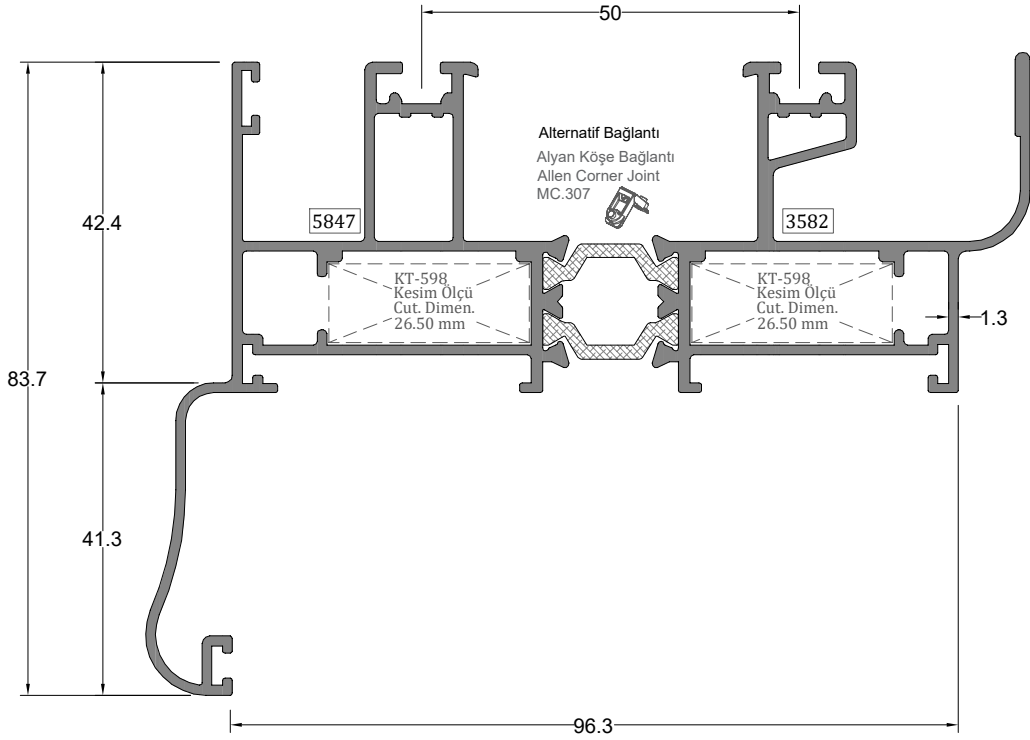 50
Alternatif Bağlantı
Alyan Köşe Bağlantı
Allen Corner Joint
MC.307
5847
3582
42.4
KT-598
Kesim Ölçü
Cut. Dimen.
26.50 mm
KT-598
Kesim Ölçü
Cut. Dimen.
26.50 mm
1.3
83.7
41.3
96.3